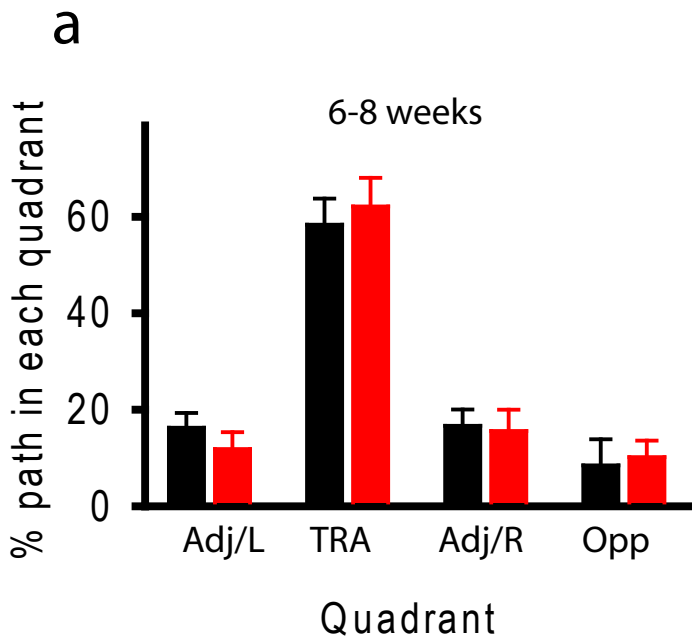 a
6-8 weeks
% path in each quadrant
60
40
20
0
Adj/L TRA Adj/R Opp
Quadrant